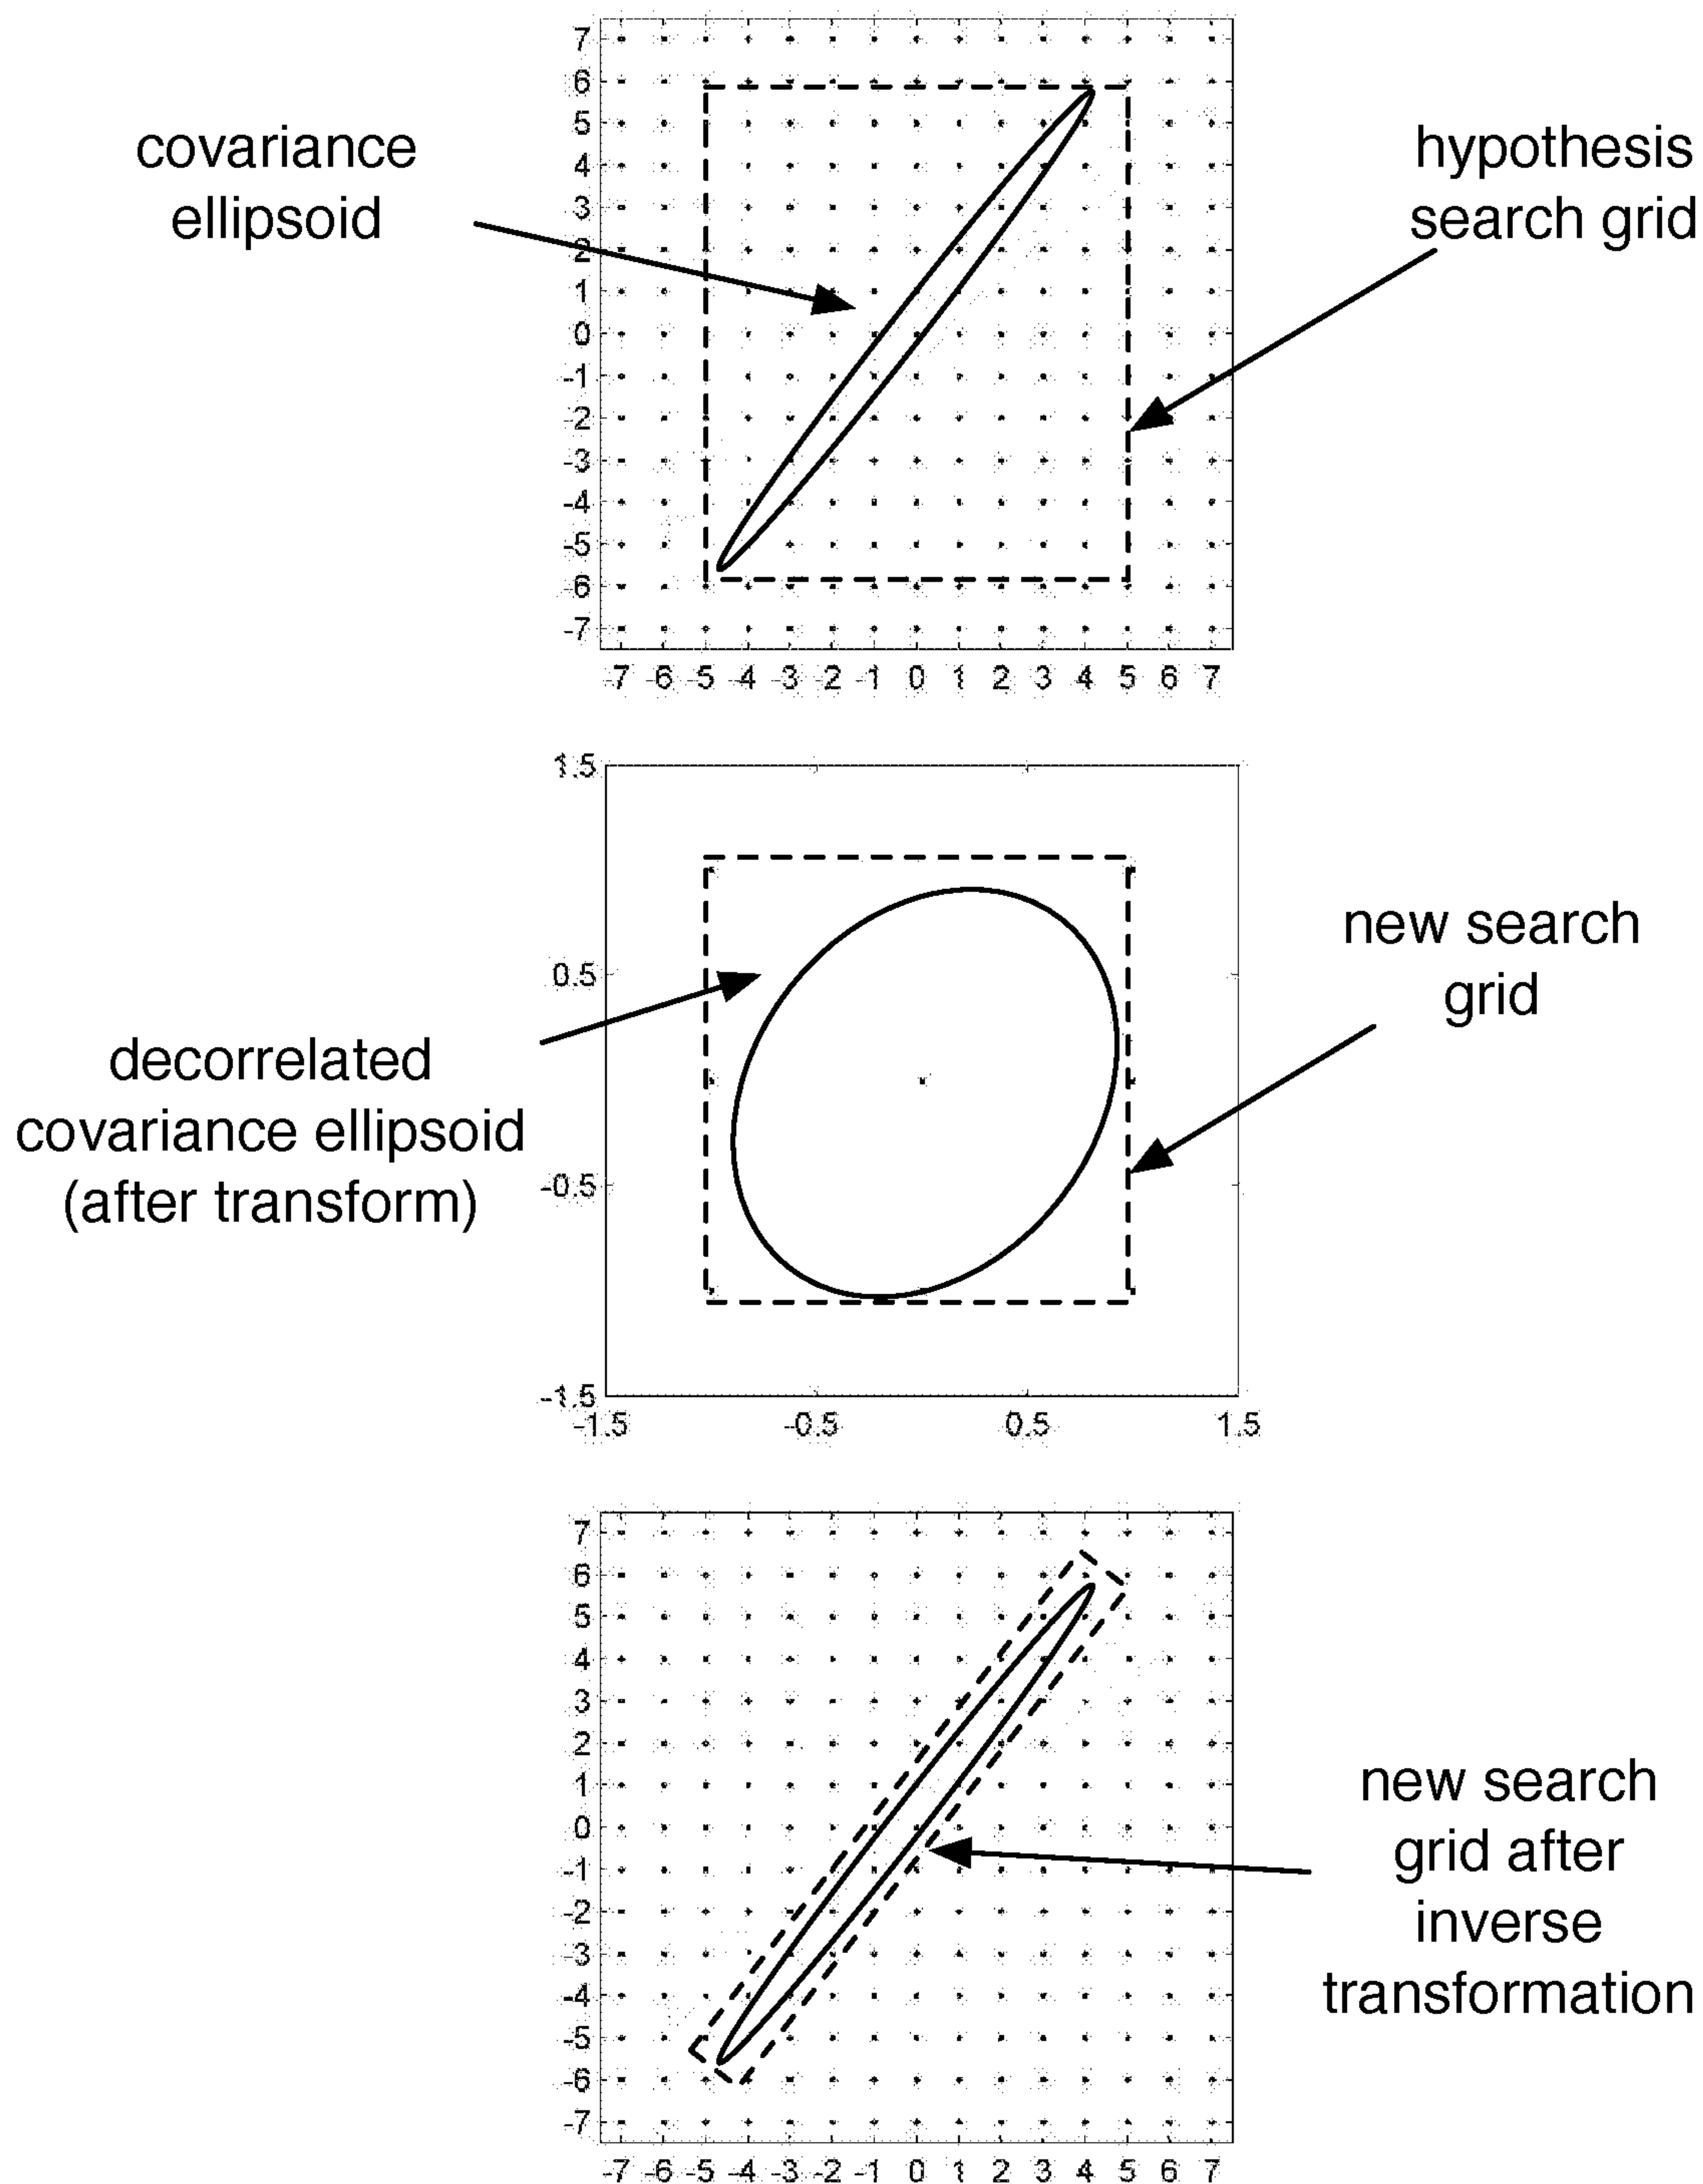 covariance
ellipsoid
hypothesis
search grid
7
6
5
4
3
2
1
0
-1
-2
-3
-4
-5
-6
-7
-7 -6 -5 -4 -3 -2 -1 0 1 2 3 4 5 6 7
1.5
0.5
-0.5
-1.5
-1.5 -0.5 0.5 1.5
new search
grid
decorrelated
covariance ellipsoid
(after transform)
7
6
5
4
3
2
1
0
-1
-2
-3
-4
-5
-6
-7
-7 -6 -5 -4 -3 -2 -1 0 1 2 3 4 5 6 7
new search
grid after
inverse
transformation